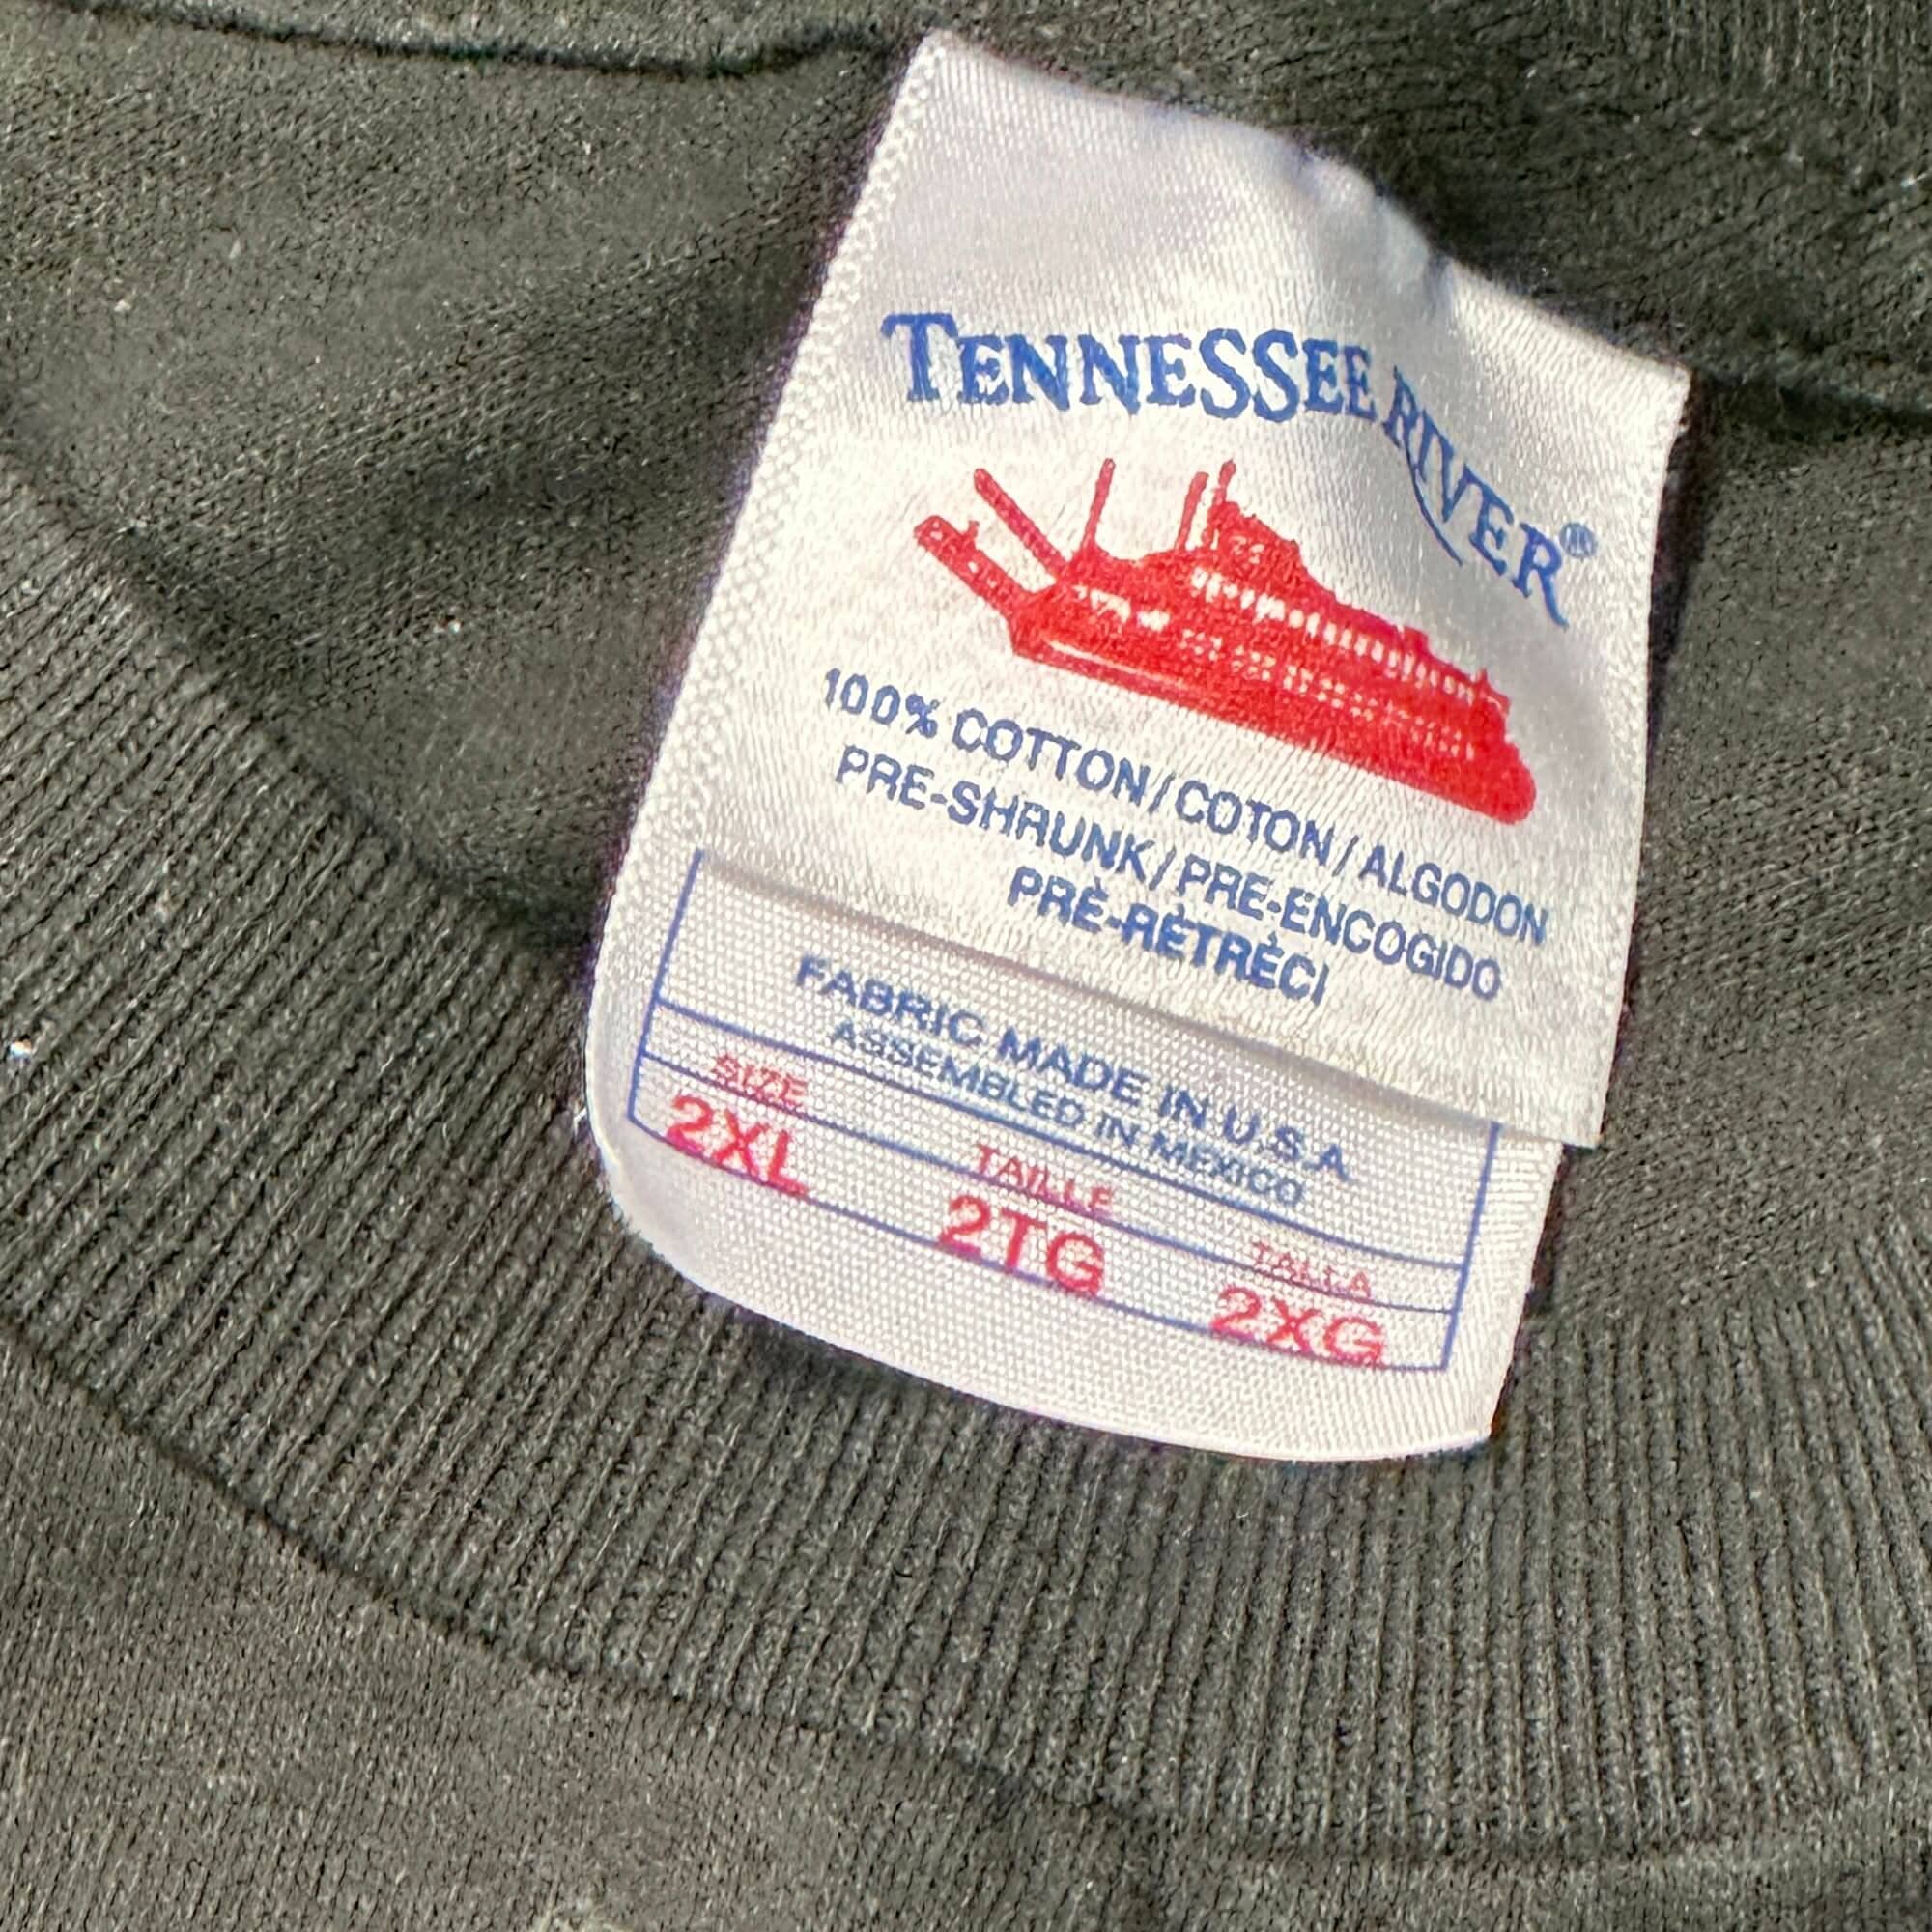 TENNESSEE RIVER®
100% COTTON/COTON/ALGODON
PRE-SHRUNK/PRE-ENCOGIDO
PRÈ-RÈTRÈCI
FABRIC MADE IN U.S.A
ASSEMBLED IN MEXICO
SIZE TAILLE TALLA
2XL 2TG 2XG